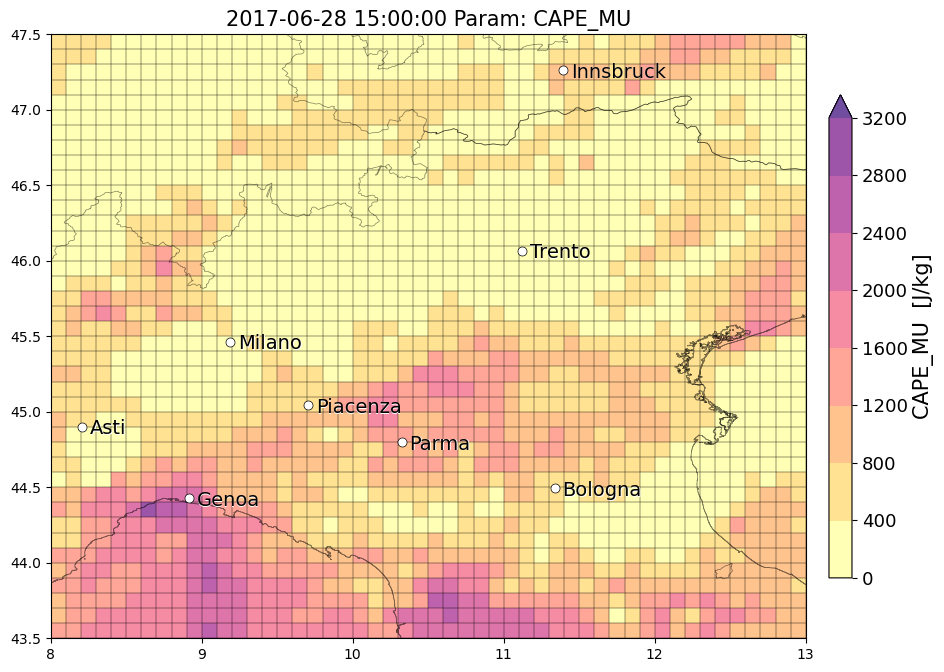 2017-06-28 15:00:00 Param: CAPE_MU
47.5
47.0
46.5
46.0
45.5
45.0
44.5
44.0
43.5
8
9
10
11
12
13
Innsbruck
Trento
Milano
Piacenza
Asti
Parma
Genoa
Bologna
3200
2800
2400
2000
1600
1200
800
400
0
CAPE_MU [J/kg]